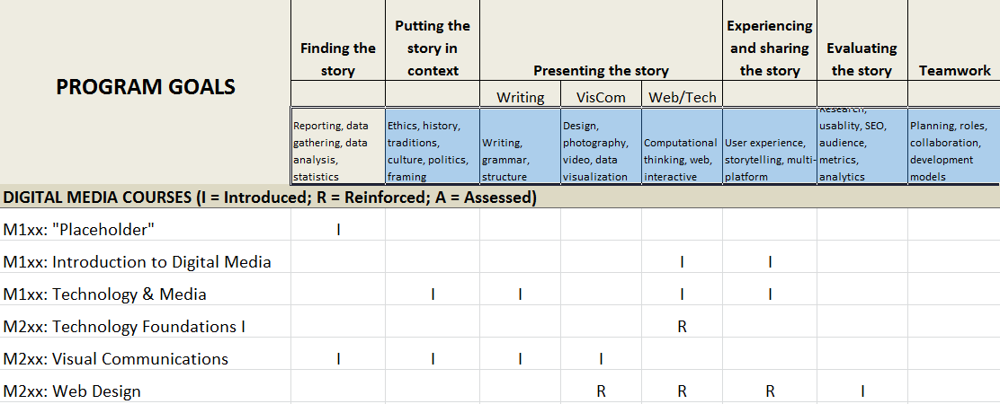 PROGRAM GOALS
Finding the
story
Putting the
story in
context
Presenting the story
Experiencing
and sharing
the story
Evaluating
the story
Teamwork
Writing
VisCom
Web/Tech
Reporting, data
gathering, data
analysis,
statistics
Ethics, history,
traditions,
culture, politics,
framing
Writing,
grammar,
structure
Design,
photography,
video, data
visualization
Computational
thinking, web,
interactive
User experience,
storytelling, multi-
platform
Research,
usablity, SEO,
audience,
metrics,
analytics
Planning, roles,
collaboration,
development
models
DIGITAL MEDIA COURSES (I = Introduced; R = Reinforced; A = Assessed)
M1xx: "Placeholder" I
M1xx: Introduction to Digital Media I I
M1xx: Technology & Media I I I I
M2xx: Technology Foundations I R
M2xx: Visual Communications I I I I
M2xx: Web Design R R R I